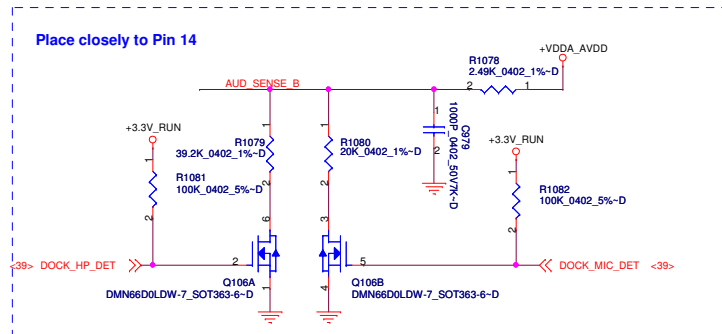 Place closely to Pin 14
+VDDA_AVDD
R1078
2.49K_0402_1%~D
2
1
AUD_SENSE_B
+3.3V_RUN
1
R1079
39.2K_0402_1%~D
2
1
R1080
20K_0402_1%~D
2
1
2
C979
1000P_0402_50V7K~D
+3.3V_RUN
1
R1081
100K_0402_5%~D
2
1
R1082
100K_0402_5%~D
2
6
3
<39> DOCK_HP_DET
2
5
DOCK_MIC_DET <39>
1
4
Q106A
DMN66D0LDW-7_SOT363-6~D
Q106B
DMN66D0LDW-7_SOT363-6~D